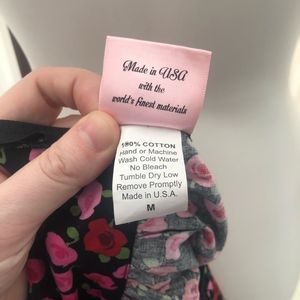 Made in USA
with the
world's finest materials
100% COTTON
Hand or Machine
Wash Cold Water
No Bleach
Tumble Dry Low
Remove Promptly
Made in U.S.A.
M